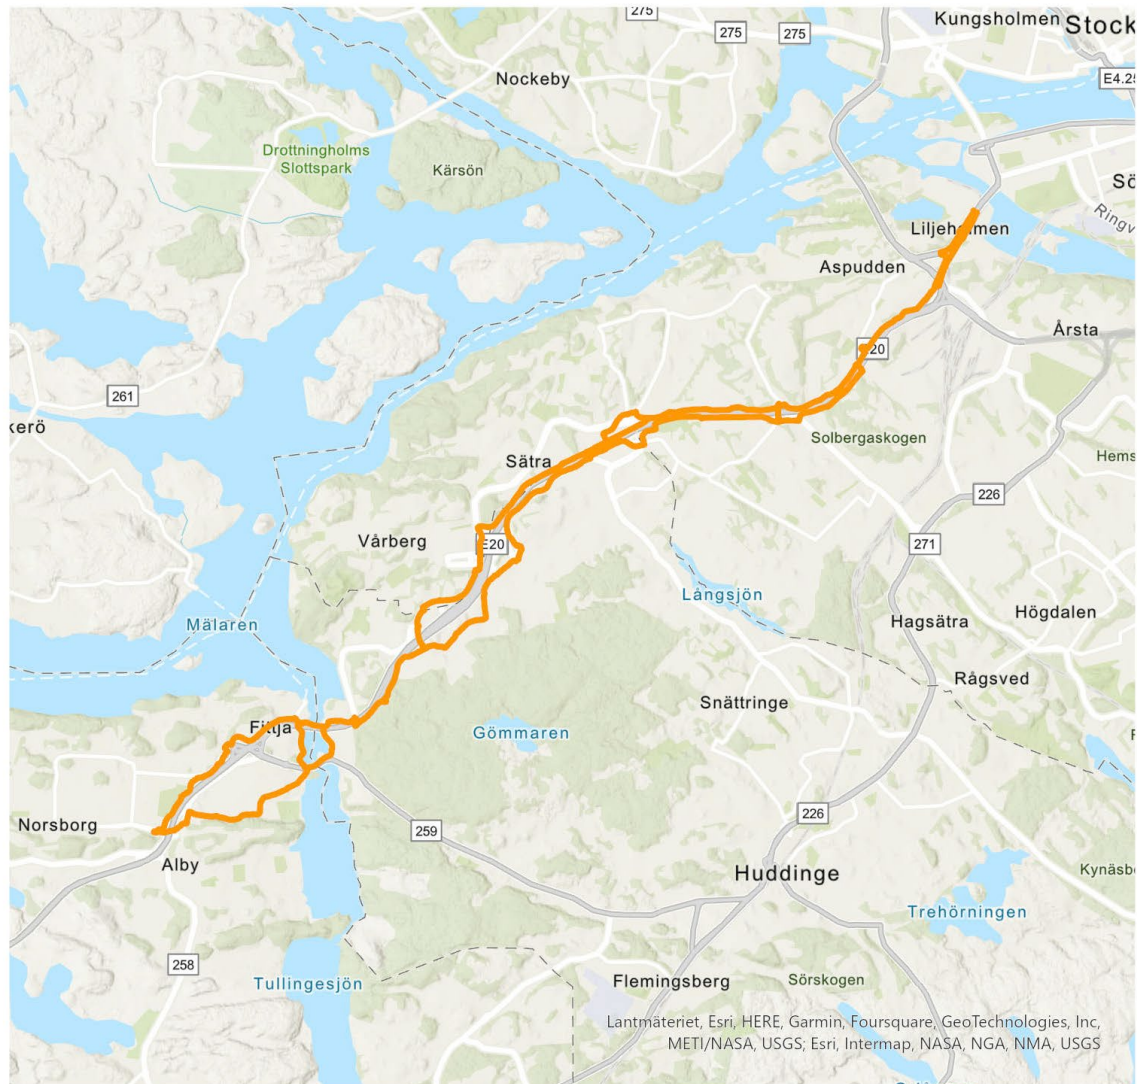 275
Kungsholmen
Stock
275
275
Nockeby
E4.25
Drottningholms
Slottspark
Kärsön
Sö
Ringv
Liljeholmen
Aspudden
Årsta
E20
261
kerö
Solbergaskogen
Hems
Sätra
226
Vårberg
E20
271
Långsjön
Högdalen
Mälaren
Hagsätra
Rågsved
Snättringe
Fittja
Gömmaren
F
226
Norsborg
259
Alby
Huddinge
Kynäsbe
Trehörningen
258
Tullingesjön
Flemingsberg
Sörskogen
Lantmäteriet, Esri, HERE, Garmin, Foursquare, GeoTechnologies, Inc,
METI/NASA, USGS; Esri, Intermap, NASA, NGA, NMA, USGS